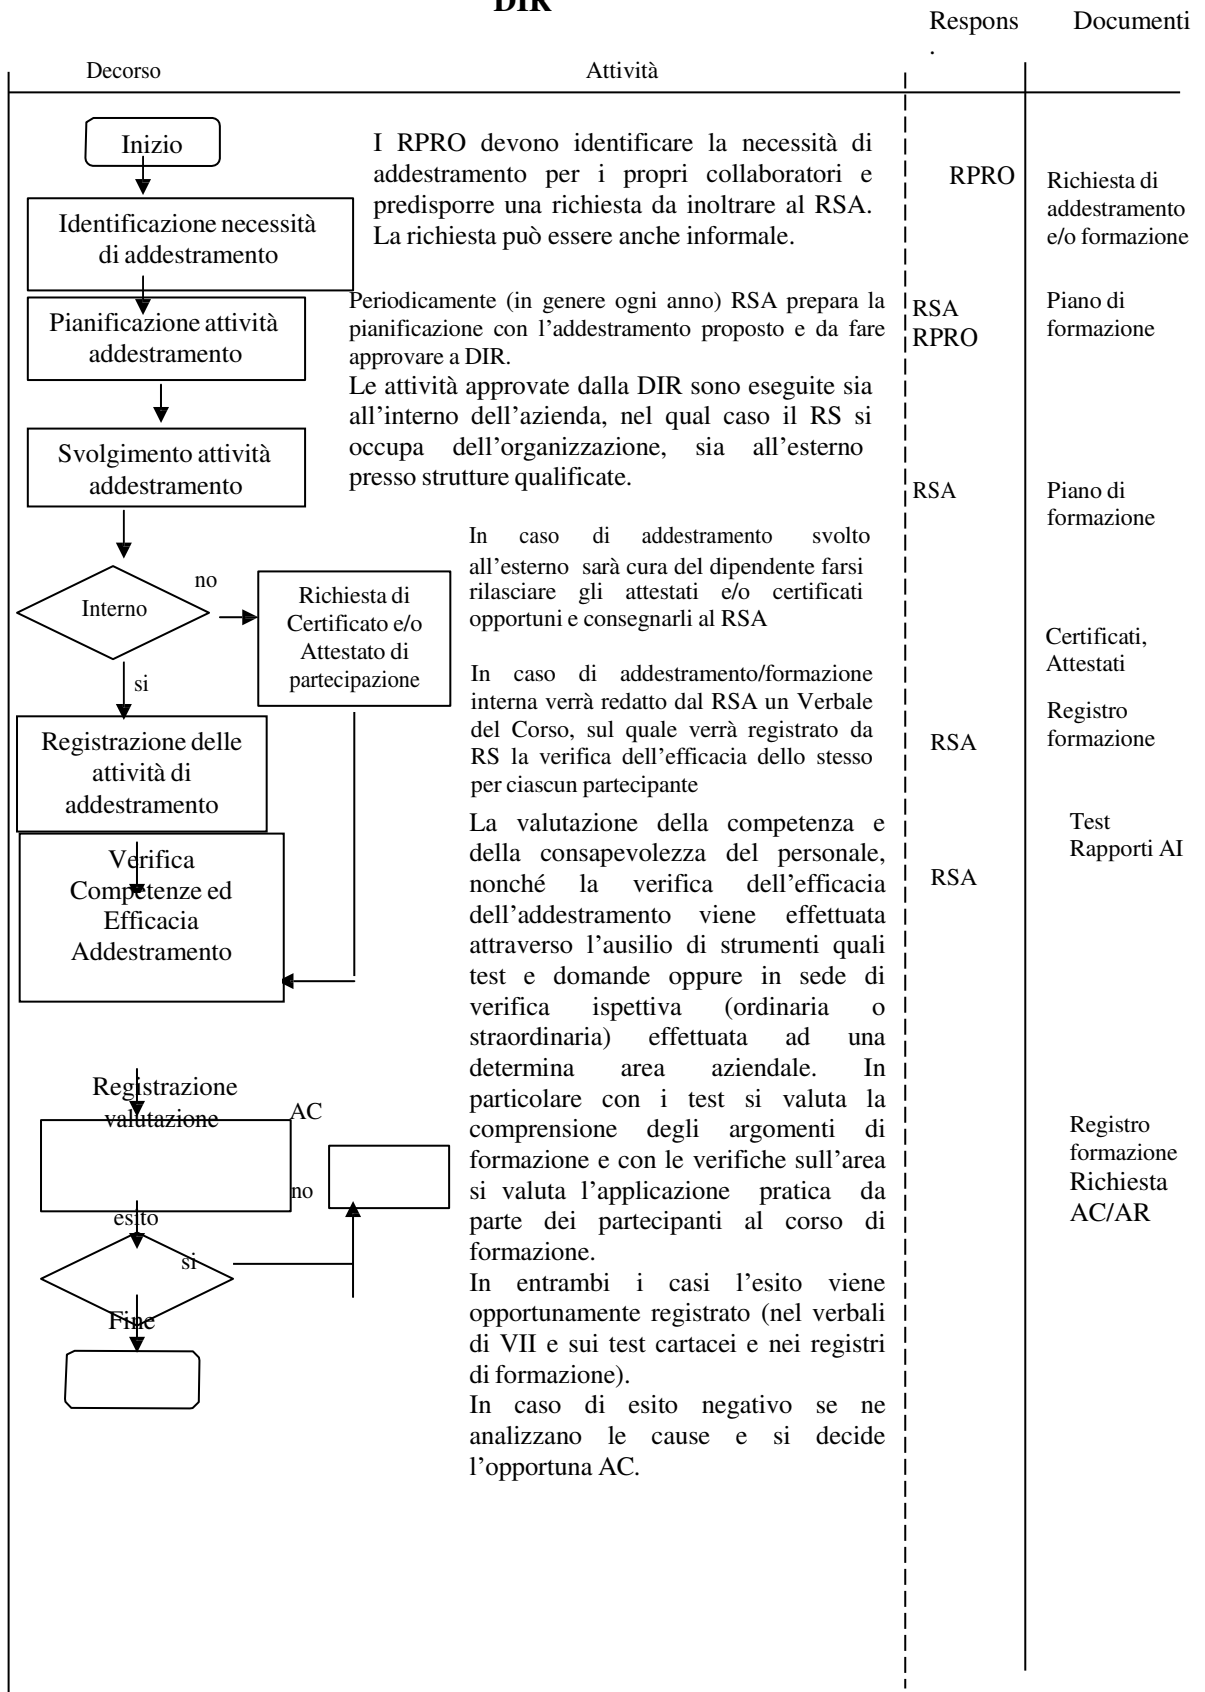 DIR
Respons
.
Documenti
Decorso
Attività
Inizio
I RPRO devono identificare la necessità di
addestramento per i propri collaboratori e
predisporre una richiesta da inoltrare al RSA.
La richiesta può essere anche informale.
RPRO
Richiesta di
addestramento
e/o formazione
Identificazione necessità
di addestramento
Pianificazione attività
addestramento
Periodicamente (in genere ogni anno) RSA prepara la
pianificazione con l’addestramento proposto e da fare
approvare a DIR.
RSA
RPRO
Piano di
formazione
Le attività approvate dalla DIR sono eseguite sia
all’interno dell’azienda, nel qual caso il RS si
occupa dell’organizzazione, sia all’esterno
presso strutture qualificate.
Svolgimento attività
addestramento
RSA
Piano di
formazione
In caso di addestramento svolto
all’esterno sarà cura del dipendente farsi
rilasciare gli attestati e/o certificati
opportuni e consegnarli al RSA
no
Interno
Richiesta di
Certificato e/o
Attestato di
partecipazione
Certificati,
Attestati
si
In caso di addestramento/formazione
interna verrà redatto dal RSA un Verbale
del Corso, sul quale verrà registrato da
RS la verifica dell’efficacia dello stesso
per ciascun partecipante
RSA
Registro
formazione
Registrazione delle
attività di
addestramento
Verifica
Competenze ed
Efficacia
Addestramento
La valutazione della competenza e
della consapevolezza del personale,
nonché la verifica dell’efficacia
dell’addestramento viene effettuata
attraverso l’ausilio di strumenti quali
test e domande oppure in sede di
verifica ispettiva (ordinaria o
straordinaria) effettuata ad una
determina area aziendale. In
particolare con i test si valuta la
comprensione degli argomenti di
formazione e con le verifiche sull’area
si valuta l’applicazione pratica da
parte dei partecipanti al corso di
formazione.
In entrambi i casi l’esito viene
opportunamente registrato (nel verbali
di VII e sui test cartacei e nei registri
di formazione).
In caso di esito negativo se ne
analizzano le cause e si decide
l’opportuna AC.
RSA
Test
Rapporti AI
Registrazione
valutazione
AC
no
esito
si
Fine
Registro
formazione
Richiesta
AC/AR